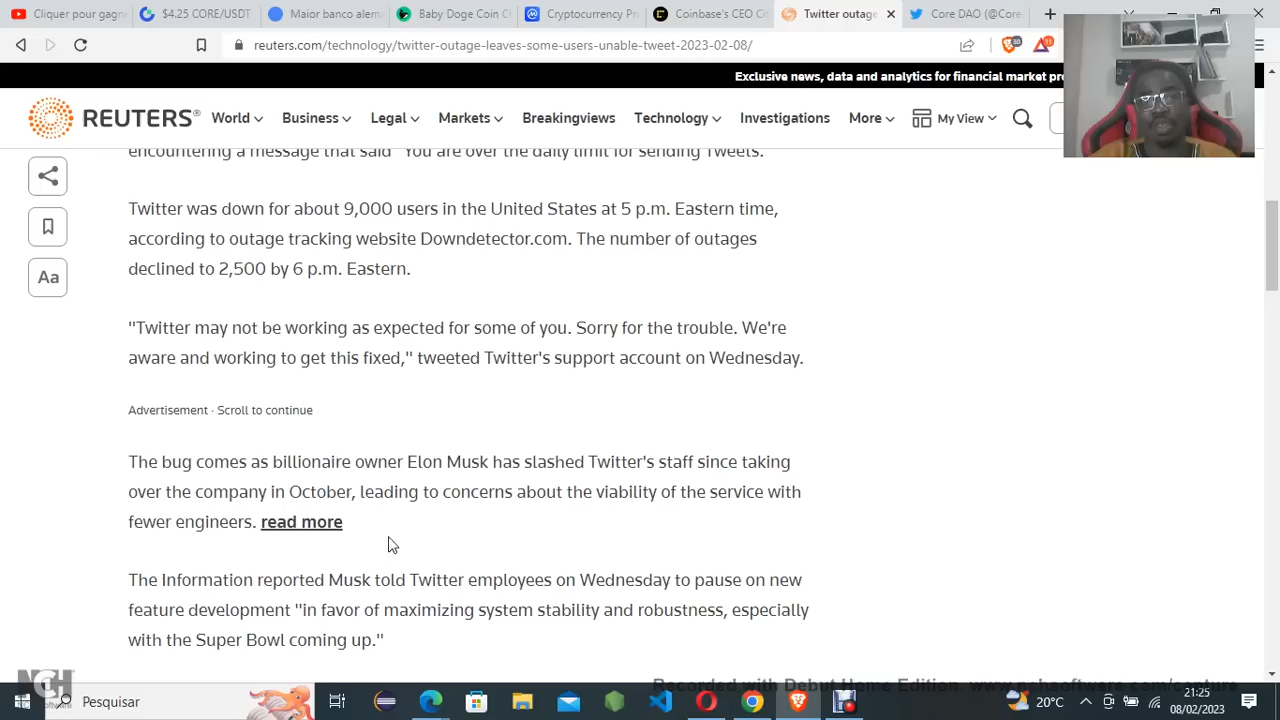 Cliquer pour gagne
$4.25 CORE/USDT
Maior banco alem
Baby Doge Coin C
Cryptocurrency Pr
Coinbase's CEO C
Twitter outage
Core DAO (@Core
reuters.com/technology/twitter-outage-leaves-some-users-unable-tweet-2023-02-08/
Exclusive news, data and analytics for financial market pr
REUTERS
World
Business
Legal
Markets
Breakingviews
Technology
Investigations
More
My View
encountering a message that said "You are over the daily limit for sending Tweets."
Aa
Twitter was down for about 9,000 users in the United States at 5 p.m. Eastern time,
according to outage tracking website Downdetector.com. The number of outages
declined to 2,500 by 6 p.m. Eastern.
"Twitter may not be working as expected for some of you. Sorry for the trouble. We're
aware and working to get this fixed," tweeted Twitter's support account on Wednesday.
Advertisement · Scroll to continue
The bug comes as billionaire owner Elon Musk has slashed Twitter's staff since taking
over the company in October, leading to concerns about the viability of the service with
fewer engineers. read more
The Information reported Musk told Twitter employees on Wednesday to pause on new
feature development "in favor of maximizing system stability and robustness, especially
with the Super Bowl coming up."
NCH
Software
Recorded with Debut Home Edition. www.nchsoftware.com/capture
Pesquisar
20°C
21:25
08/02/2023